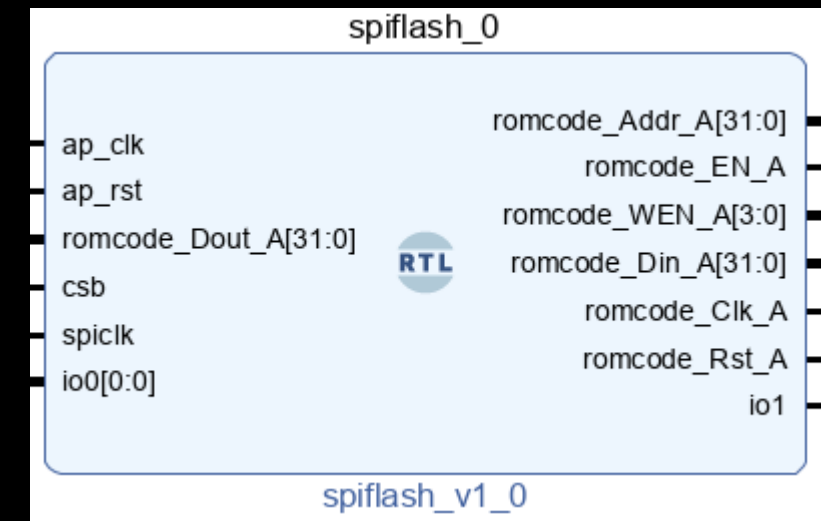 spiflash_0
ap_clk
ap_rst
romcode_Dout_A[31:0]
csb
spiclk
io0[0:0]
RTL
romcode_Addr_A[31:0]
romcode_EN_A
romcode_WEN_A[3:0]
romcode_Din_A[31:0]
romcode_Clk_A
romcode_Rst_A
io1
spiflash_v1_0